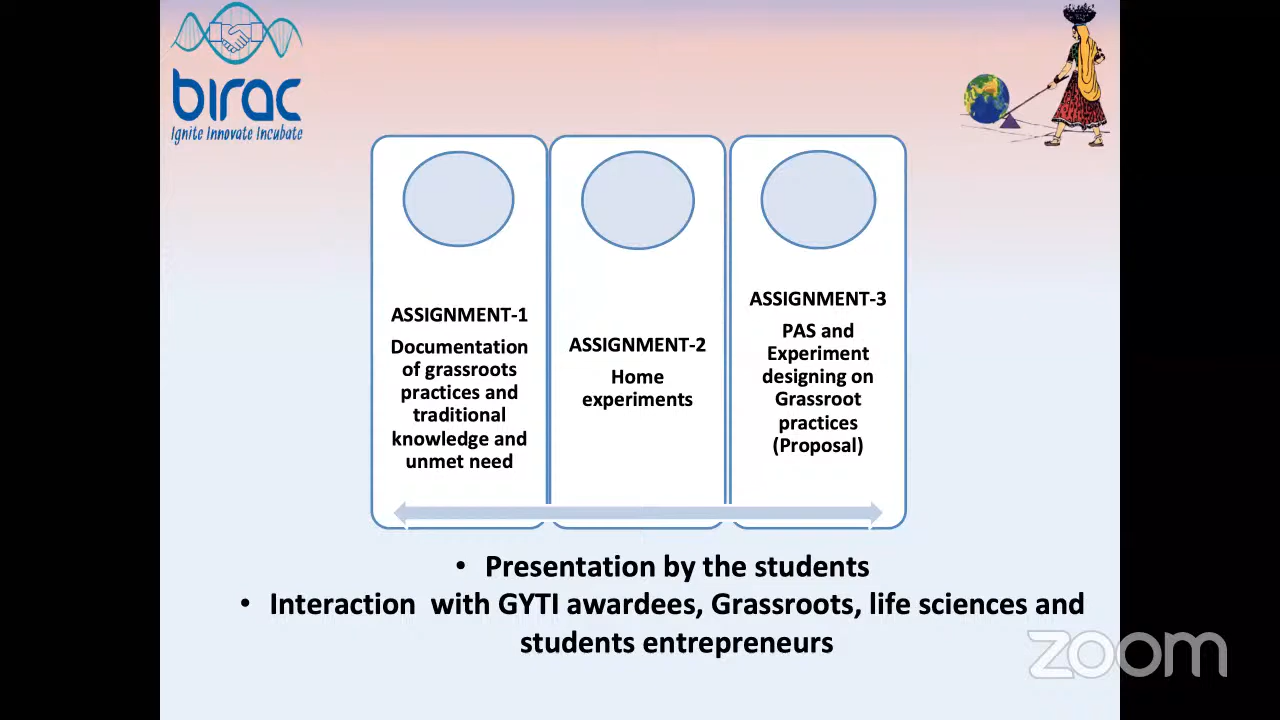 birac
Ignite Innovate Incubate
ASSIGNMENT-1
Documentation
of grassroots
practices and
traditional
knowledge and
unmet need
ASSIGNMENT-2
Home
experiments
ASSIGNMENT-3
PAS and
Experiment
designing on
Grassroot
practices
(Proposal)
• Presentation by the students
• Interaction with GYTI awardees, Grassroots, life sciences and
students entrepreneurs
zoom